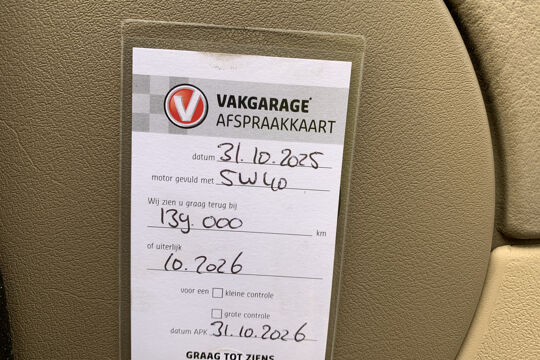 V VAKGARAGE
AFSPRAAKKAART
datum 31.10.2025
motor gevuld met 5W40
Wij zien u graag terug bij
139.000 km
of uiterlijk
10.2026
voor een kleine controle
grote controle
datum APK 31.10.2026
GRAAG TOT ZIENS